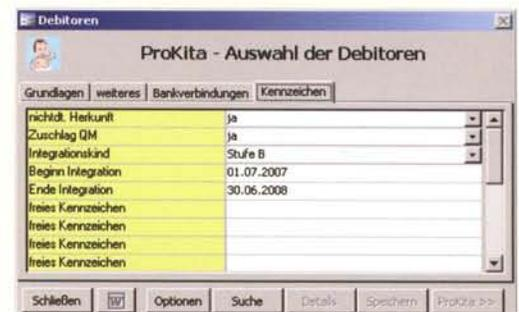 Debitoren
ProKita - Auswahl der Debitoren
Grundlagen weiteres Bankverbindungen Kennzeichen
nichtdt. Herkunft ja
Zuschlag QM ja
Integrationskind Stufe B
Beginn Integration 01.07.2007
Ende Integration 30.06.2008
freies Kennzeichen
freies Kennzeichen
freies Kennzeichen
freies Kennzeichen
Schließen W Optionen Suche Details Speichern ProKita >>